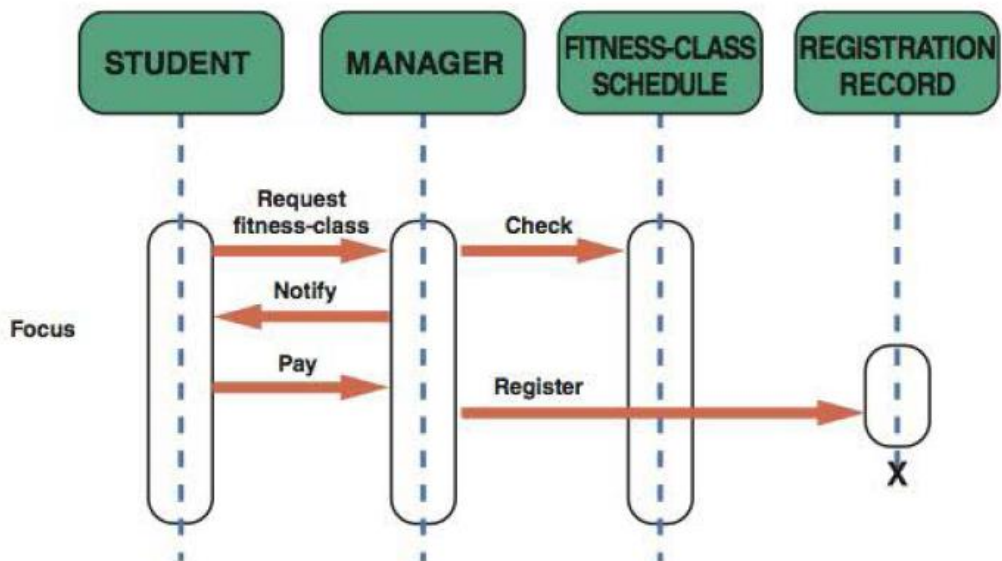 STUDENT
MANAGER
FITNESS-CLASS
SCHEDULE
REGISTRATION
RECORD
Request
fitness-class
Check
Notify
Focus
Pay
Register
X